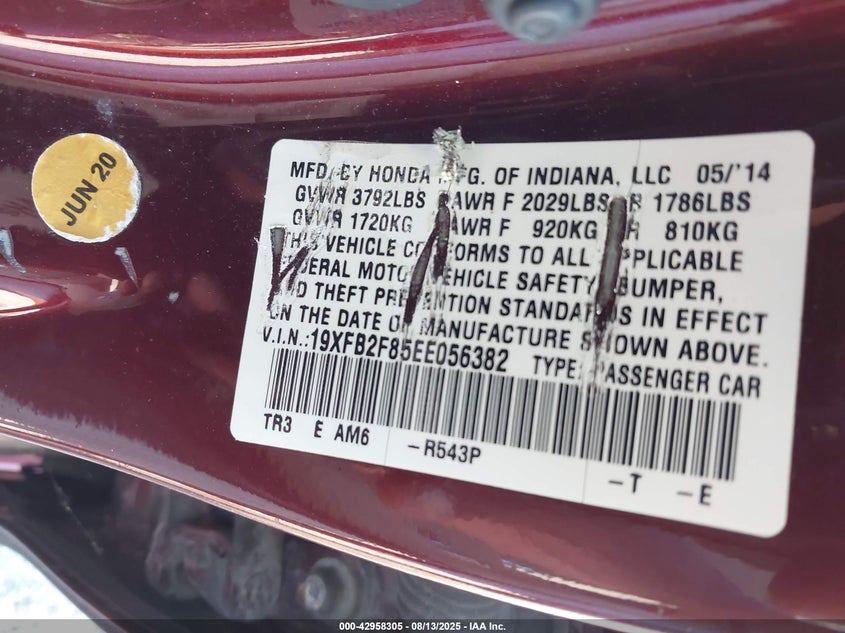 JUN 20
MFD. BY HONDA MFG. OF INDIANA, LLC 05/'14
GVWR 3792LBS GAWR F 2029LBS R 1786LBS
GVWR 1720KG GAWR F 920KG R 810KG
THIS VEHICLE CONFORMS TO ALL APPLICABLE
FEDERAL MOTOR VEHICLE SAFETY, BUMPER,
AND THEFT PREVENTION STANDARDS IN EFFECT
ON THE DATE OF MANUFACTURE SHOWN ABOVE.
V.I.N.:19XFB2F85EE056382 TYPE: PASSENGER CAR
TR3 E AM6 -R543P
-T -E
000-42958305 - 08/13/2025 - IAA Inc.